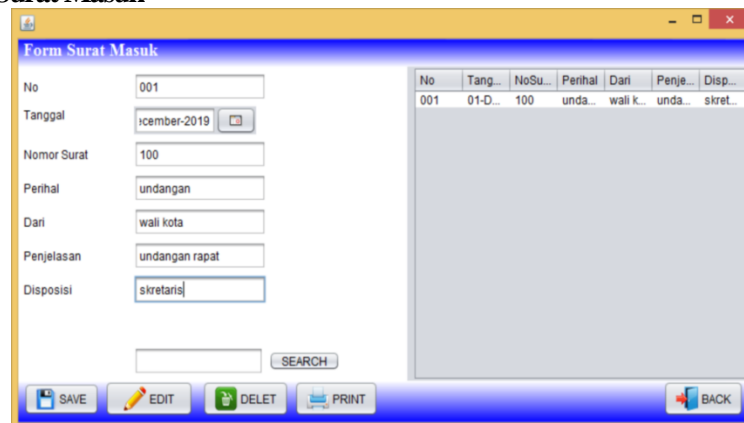 Form Surat Masuk
No 001
Tanggal ecember-2019
Nomor Surat 100
Perihal undangan
Dari wali kota
Penjelasan undangan rapat
Disposisi skretaris
SEARCH
SAVE EDIT DELET PRINT BACK
No Tang... NoSu... Perihal Dari Penje... Disp...
001 01-D... 100 unda... wali k... unda... skret...